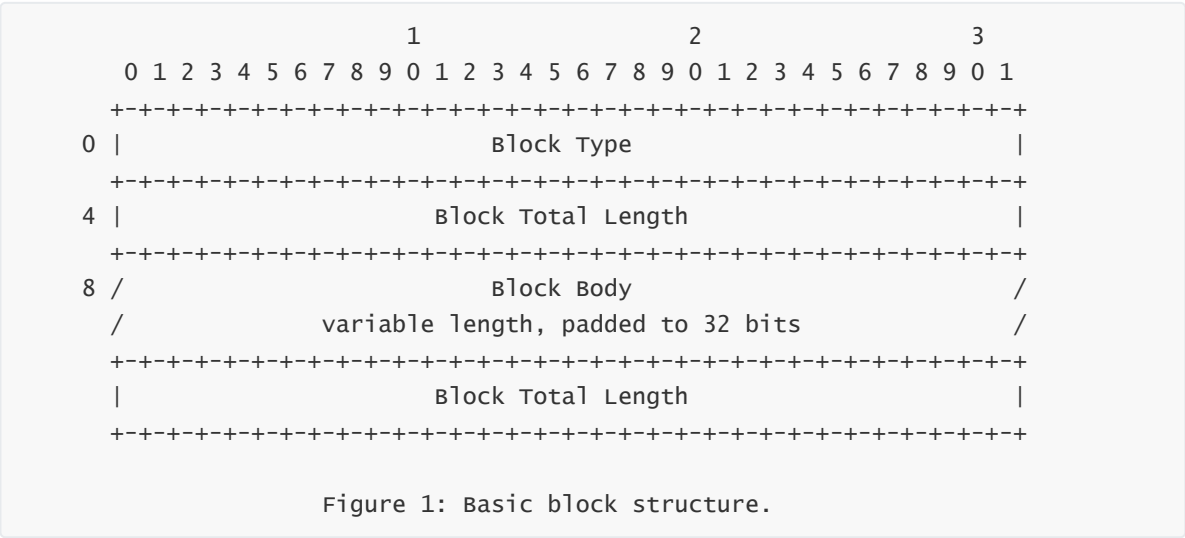 1                   2                   3
 0 1 2 3 4 5 6 7 8 9 0 1 2 3 4 5 6 7 8 9 0 1 2 3 4 5 6 7 8 9 0 1
  +-+-+-+-+-+-+-+-+-+-+-+-+-+-+-+-+-+-+-+-+-+-+-+-+-+-+-+-+-+-+-+-+
0 |                          Block Type                           |
  +-+-+-+-+-+-+-+-+-+-+-+-+-+-+-+-+-+-+-+-+-+-+-+-+-+-+-+-+-+-+-+-+
4 |                      Block Total Length                       |
  +-+-+-+-+-+-+-+-+-+-+-+-+-+-+-+-+-+-+-+-+-+-+-+-+-+-+-+-+-+-+-+-+
8 /                          Block Body                           /
  /              variable length, padded to 32 bits               /
  +-+-+-+-+-+-+-+-+-+-+-+-+-+-+-+-+-+-+-+-+-+-+-+-+-+-+-+-+-+-+-+-+
  |                      Block Total Length                       |
  +-+-+-+-+-+-+-+-+-+-+-+-+-+-+-+-+-+-+-+-+-+-+-+-+-+-+-+-+-+-+-+-+
                 Figure 1: Basic block structure.